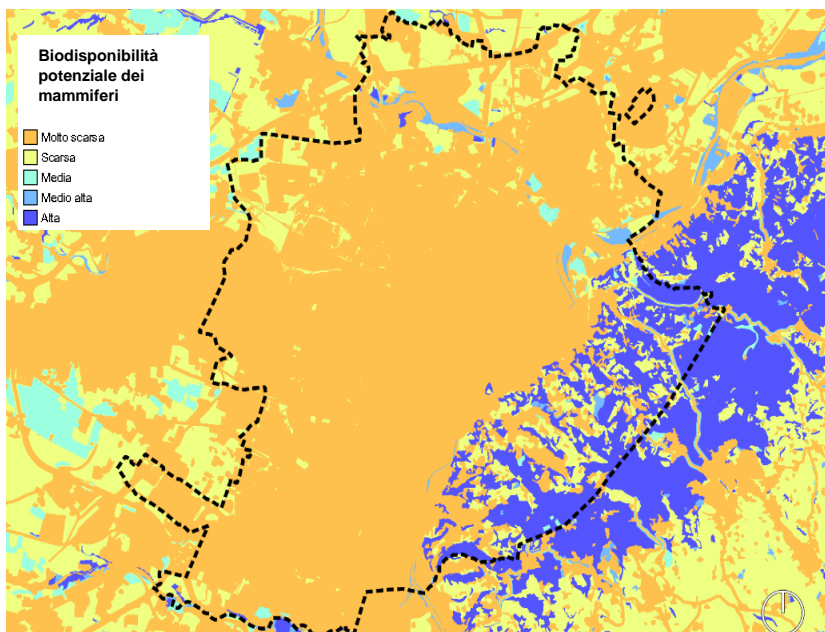 Biodisponibilità
potenziale dei
mammiferi
Molto scarsa
Scarsa
Media
Medio alta
Alta